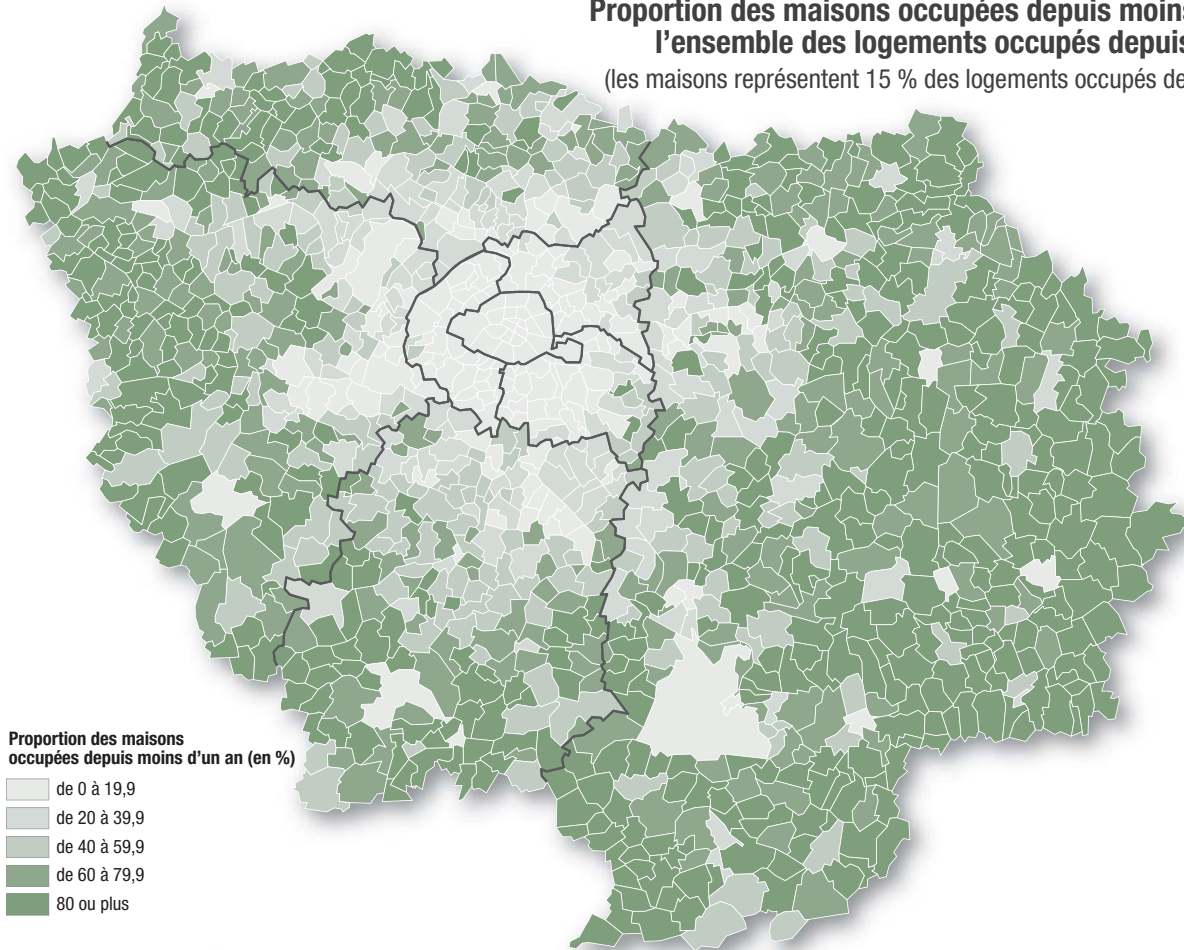 Proportion des maisons occupées depuis moins
l’ensemble des logements occupés depuis
(les maisons représentent 15 % des logements occupés de
Proportion des maisons
occupées depuis moins d’un an (en %)
de 0 à 19,9
de 20 à 39,9
de 40 à 59,9
de 60 à 79,9
80 ou plus